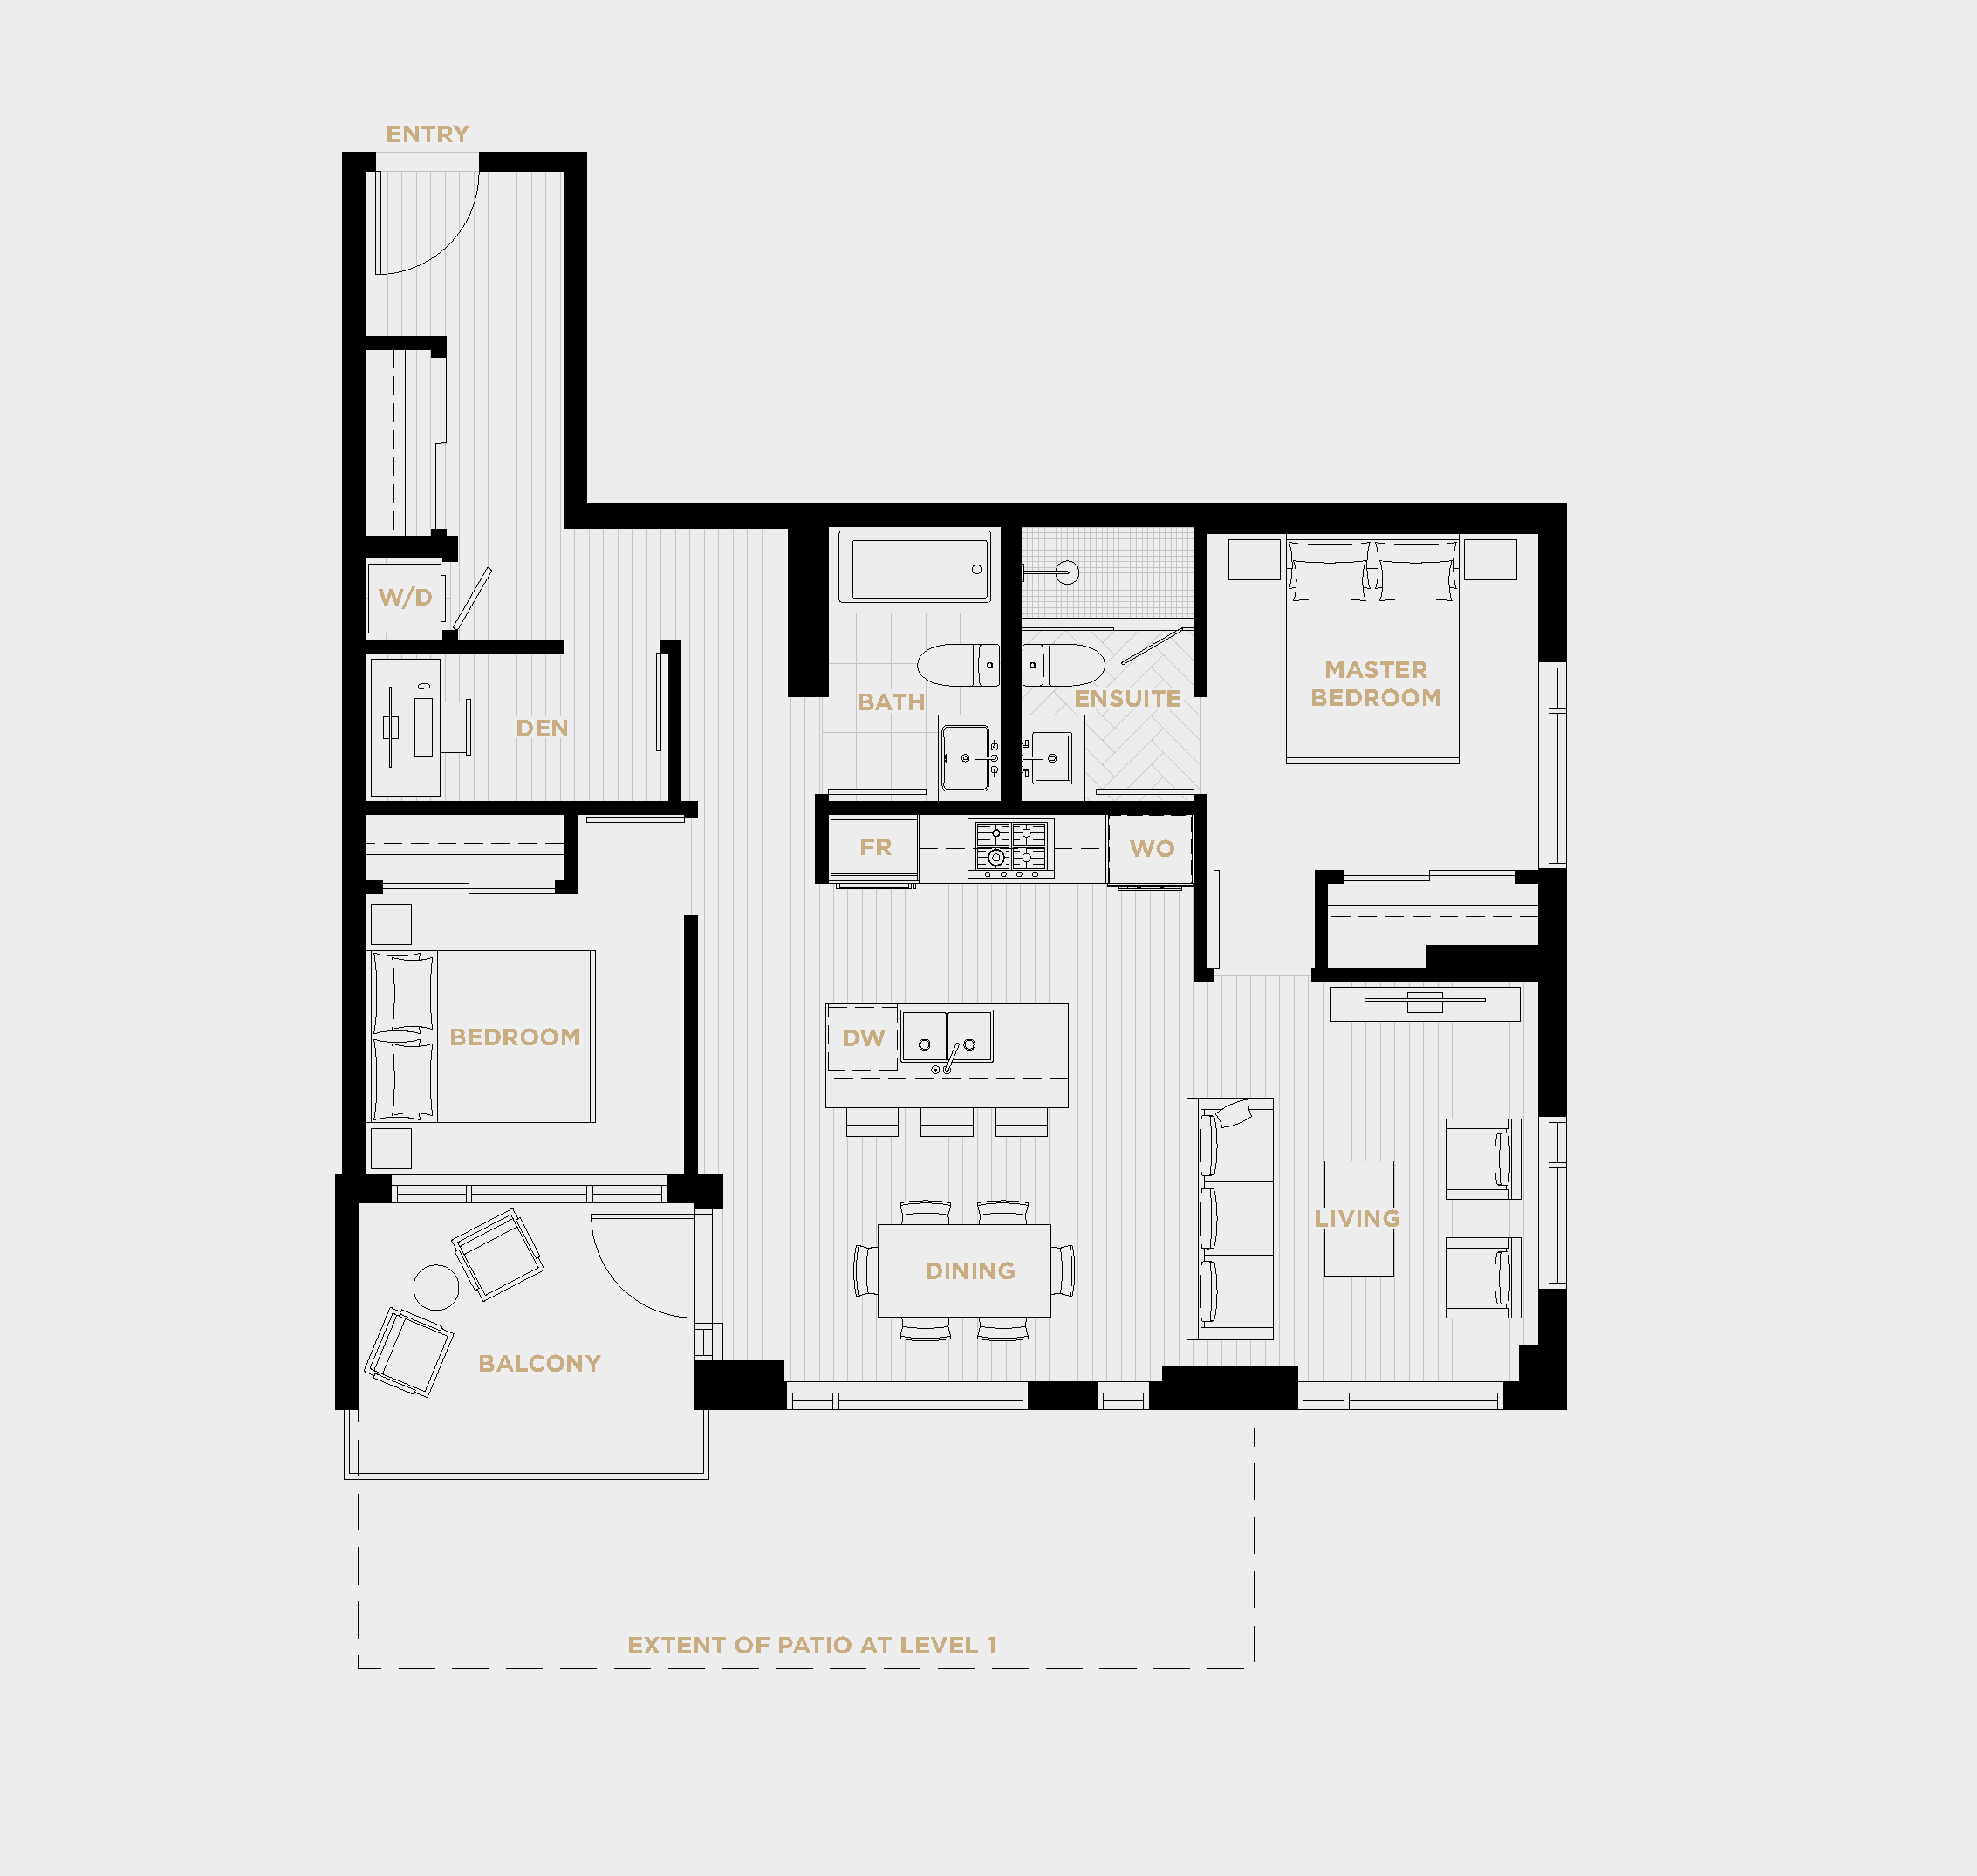 ENTRY
W/D
DEN
BATH
ENSUITE
MASTER
BEDROOM
FR
WO
BEDROOM
DW
LIVING
DINING
BALCONY
EXTENT OF PATIO AT LEVEL 1